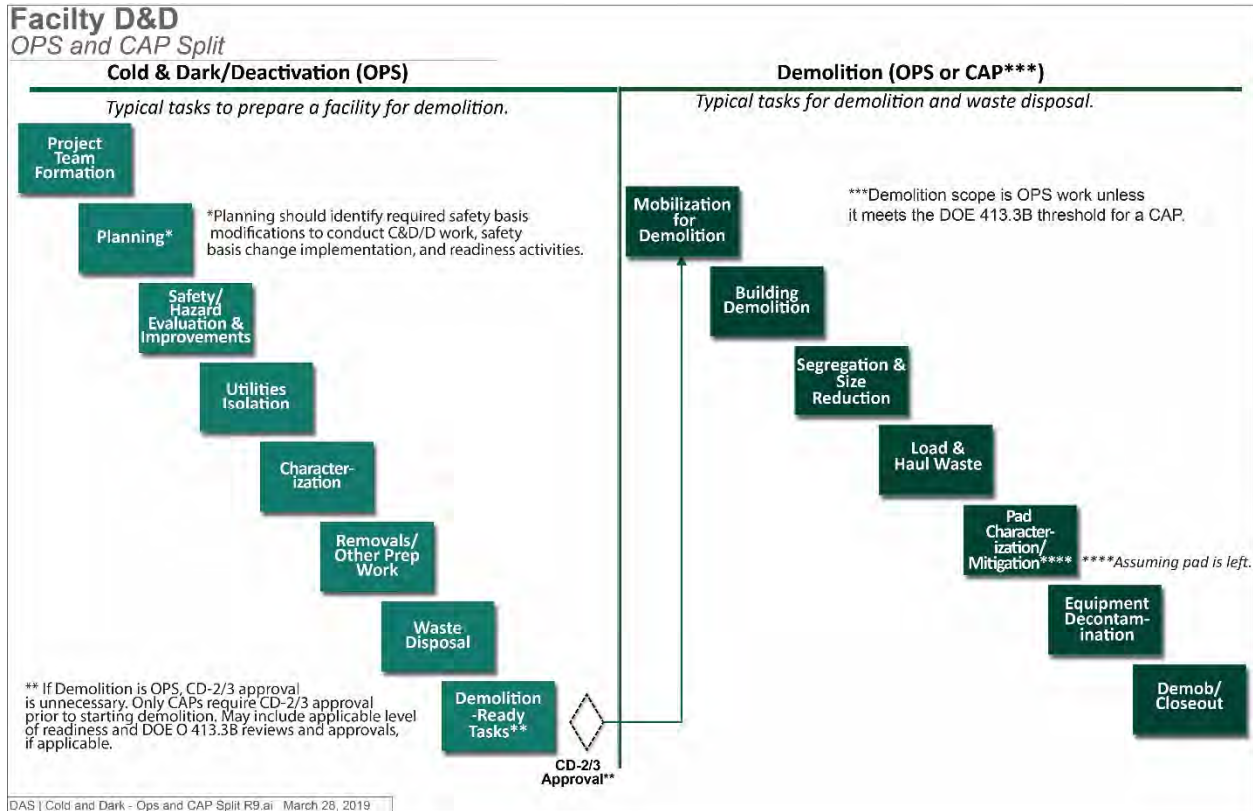 Facilty D&D
OPS and CAP Split
Cold & Dark/Deactivation (OPS)
Typical tasks to prepare a facility for demolition.
Project
Team
Formation
Planning*
*Planning should identify required safety basis
modifications to conduct C&D/D work, safety
basis change implementation, and readiness activities.
Safety/
Hazard
Evaluation &
Improvements
Utilities
Isolation
Character-
ization
Removals/
Other Prep
Work
Waste
Disposal
Demolition
-Ready
Tasks**
** If Demolition is OPS, CD-2/3 approval
is unnecessary. Only CAPs require CD-2/3 approval
prior to starting demolition. May include applicable level
of readiness and DOE O 413.3B reviews and approvals,
if applicable.
CD-2/3
Approval**
Demolition (OPS or CAP***)
Typical tasks for demolition and waste disposal.
Mobilization
for
Demolition
***Demolition scope is OPS work unless
it meets the DOE 413.3B threshold for a CAP.
Building
Demolition
Segregation &
Size
Reduction
Load &
Haul Waste
Pad
Character-
ization/
Mitigation****
****Assuming pad is left.
Equipment
Decontam-
ination
Demob/
Closeout
DAS | Cold and Dark - Ops and CAP Split R9.ai March 28, 2019